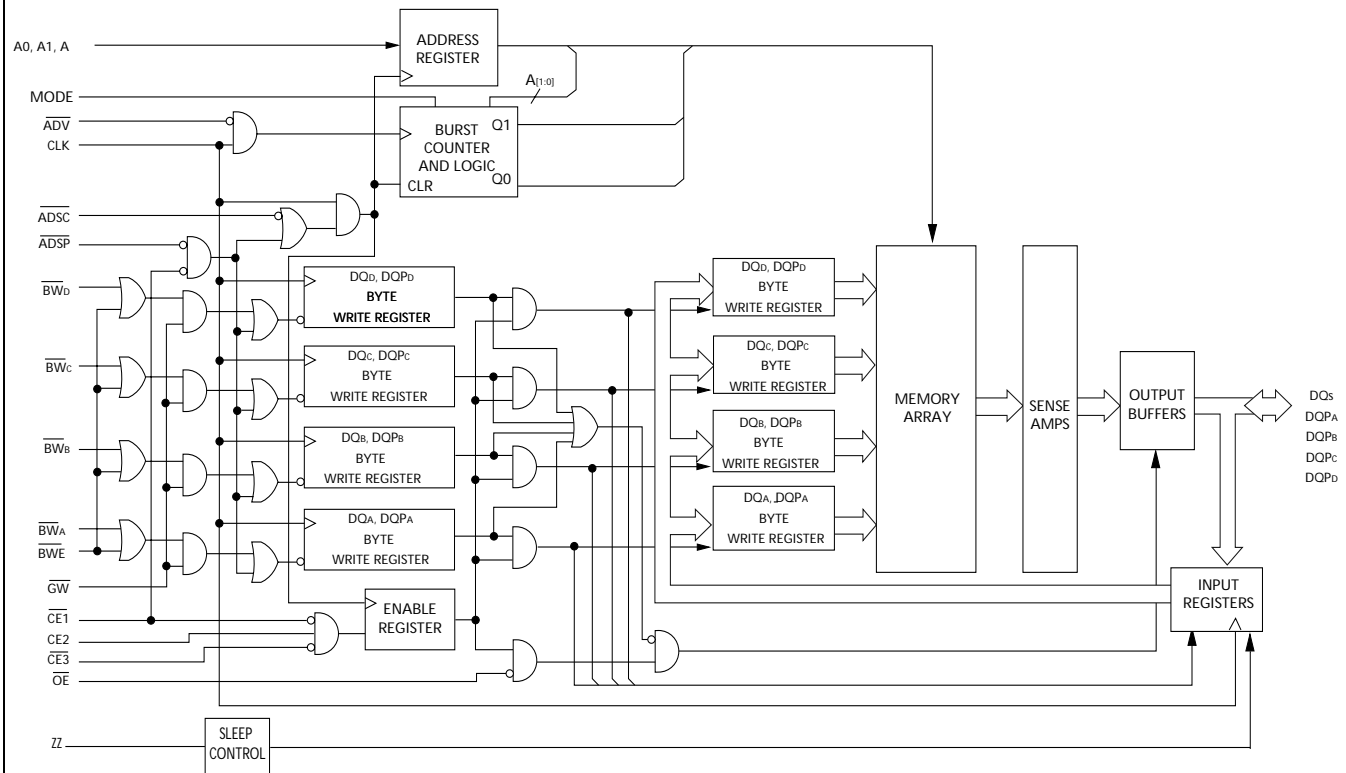 A0, A1, A
ADDRESS
REGISTER
A[1:0]
MODE
ADV
CLK
BURST
COUNTER
AND LOGIC
CLR
Q1
Q0
ADSC
ADSP
BWD
BWC
BWB
BWA
BWE
GW
CE1
CE2
CE3
OE
ZZ
DQD, DQPD
BYTE
WRITE REGISTER
DQC, DQPC
BYTE
WRITE REGISTER
DQB, DQPB
BYTE
WRITE REGISTER
DQA, DQPA
BYTE
WRITE REGISTER
ENABLE
REGISTER
SLEEP
CONTROL
DQD, DQPD
BYTE
WRITE REGISTER
DQC, DQPC
BYTE
WRITE REGISTER
DQB, DQPB
BYTE
WRITE REGISTER
DQA, DQPA
BYTE
WRITE REGISTER
MEMORY
ARRAY
SENSE
AMPS
OUTPUT
BUFFERS
INPUT
REGISTERS
DQS
DQPA
DQPB
DQPC
DQPD